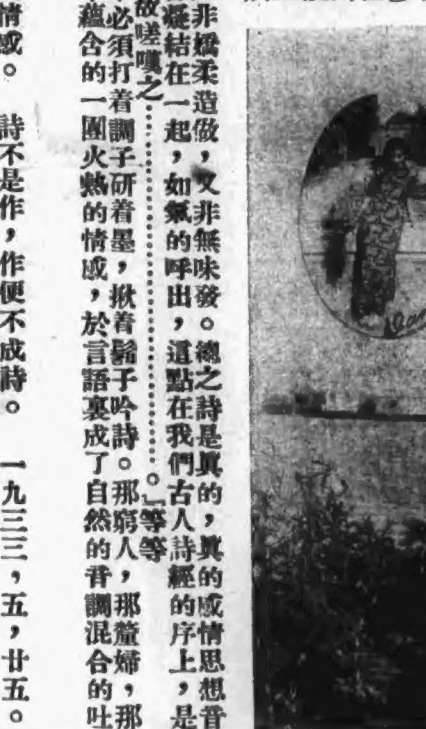 非嬌柔造做，又非無味發。總之詩是眞的，眞的感情思想音
凝結在一起，如氣的呼出，這點在我們古人詩經的序上，是
故嗟嘆之……………………。』等等
必須打着調子研着墨，揪着鬍子吟詩。那窮人，那釐婦，那
蘊含的一團火熱的情感，於言語裏成了自然的音調混合的吐
情感。　詩不是作，作便不成詩。　一九三三，五，廿五。